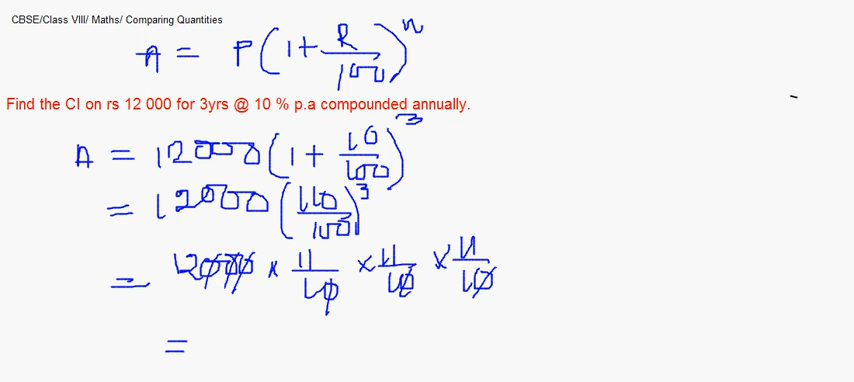 CBSE/Class VIII/ Maths/ Comparing Quantities
A = P(1+R/100)^n
Find the CI on rs 12 000 for 3yrs @ 10 % p.a compounded annually.
A = 12000(1+10/100)^3
= 12000(110/100)^3
= 12000 × 11/10 × 11/10 × 11/10
=